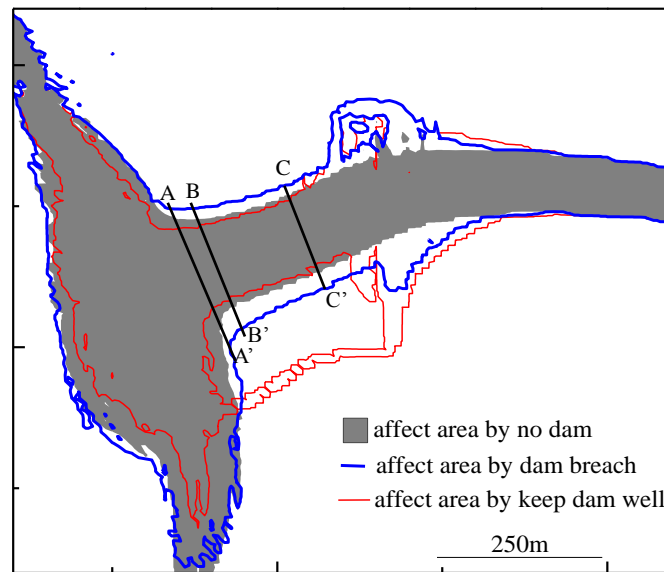 A B
C
C'
B'
A'
affect area by no dam
affect area by dam breach
affect area by keep dam well
250m